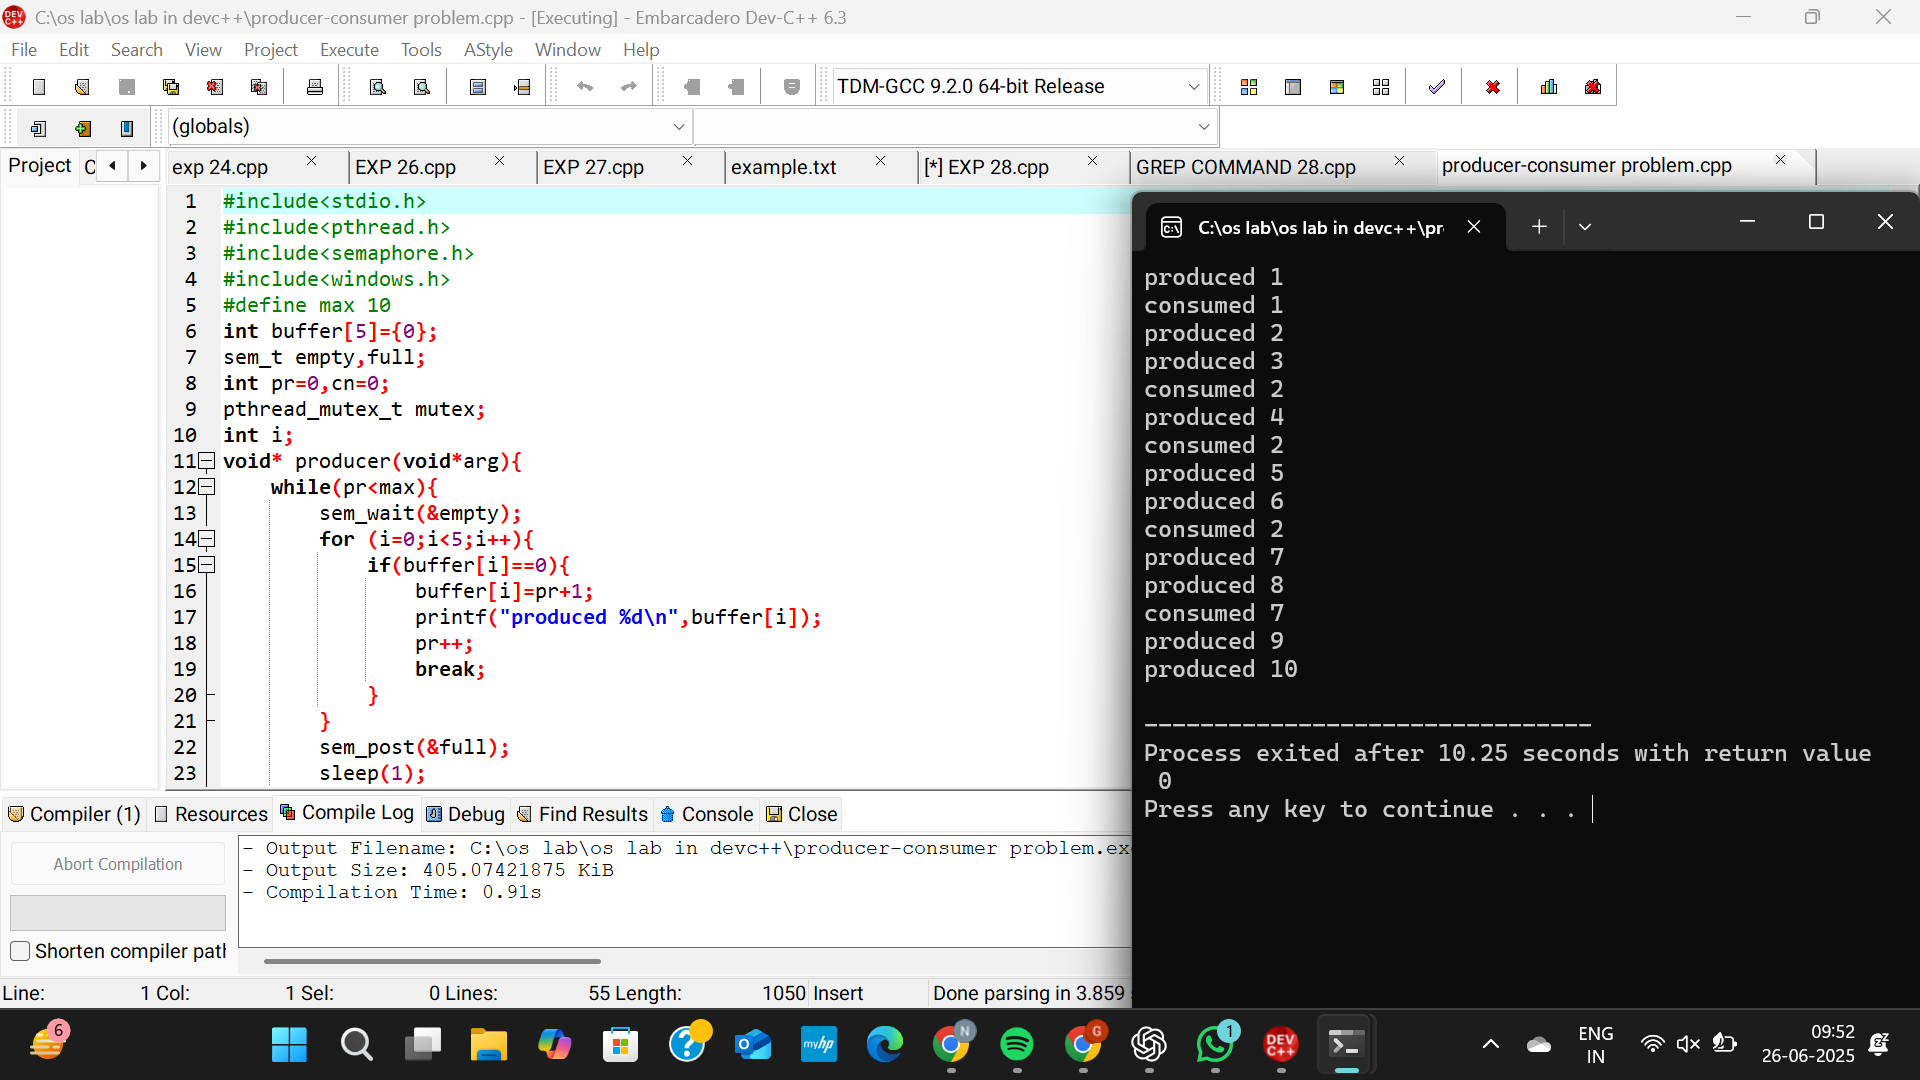 C:\os lab\os lab in devc++\producer-consumer problem.cpp - [Executing] - Embarcadero Dev-C++ 6.3
File Edit Search View Project Execute Tools AStyle Window Help
TDM-GCC 9.2.0 64-bit Release
(globals)
Project C
exp 24.cpp EXP 26.cpp EXP 27.cpp example.txt [*] EXP 28.cpp GREP COMMAND 28.cpp producer-consumer problem.cpp
1 #include<stdio.h>
2 #include<pthread.h>
3 #include<semaphore.h>
4 #include<windows.h>
5 #define max 10
6 int buffer[5]={0};
7 sem_t empty,full;
8 int pr=0,cn=0;
9 pthread_mutex_t mutex;
10 int i;
11 void* producer(void*arg){
12 while(pr<max){
13 sem_wait(&empty);
14 for (i=0;i<5;i++){
15 if(buffer[i]==0){
16 buffer[i]=pr+1;
17 printf("produced %d\n",buffer[i]);
18 pr++;
19 break;
20 }
21 }
22 sem_post(&full);
23 sleep(1);
C:\os lab\os lab in devc++\pr
produced 1
consumed 1
produced 2
produced 3
consumed 2
produced 4
consumed 2
produced 5
produced 6
consumed 2
produced 7
produced 8
consumed 7
produced 9
produced 10
--------------------------------
Process exited after 10.25 seconds with return value
0
Press any key to continue . . .
Compiler (1) Resources Compile Log Debug Find Results Console Close
Abort Compilation
Shorten compiler path
- Output Filename: C:\os lab\os lab in devc++\producer-consumer problem.ex
- Output Size: 405.07421875 KiB
- Compilation Time: 0.91s
Line: 1 Col: 1 Sel: 0 Lines: 55 Length: 1050 Insert Done parsing in 3.859
6
myhp
N
G
1
DEV C++
ENG
IN
09:52
26-06-2025